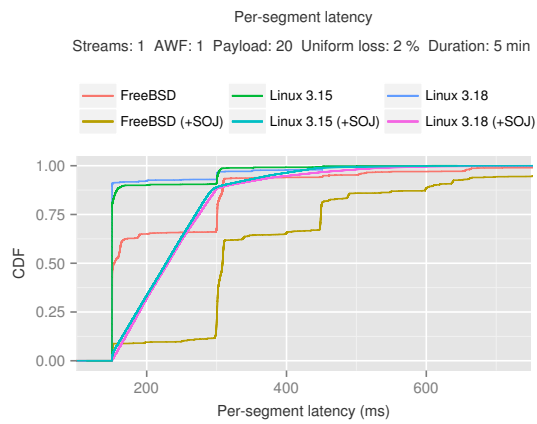 Per-segment latency
Streams: 1 AWF: 1 Payload: 20 Uniform loss: 2 % Duration: 5 min
FreeBSD Linux 3.15 Linux 3.18
FreeBSD (+SOJ) Linux 3.15 (+SOJ) Linux 3.18 (+SOJ)
1.00
0.75
0.50
0.25
0.00
CDF
200 400 600
Per-segment latency (ms)